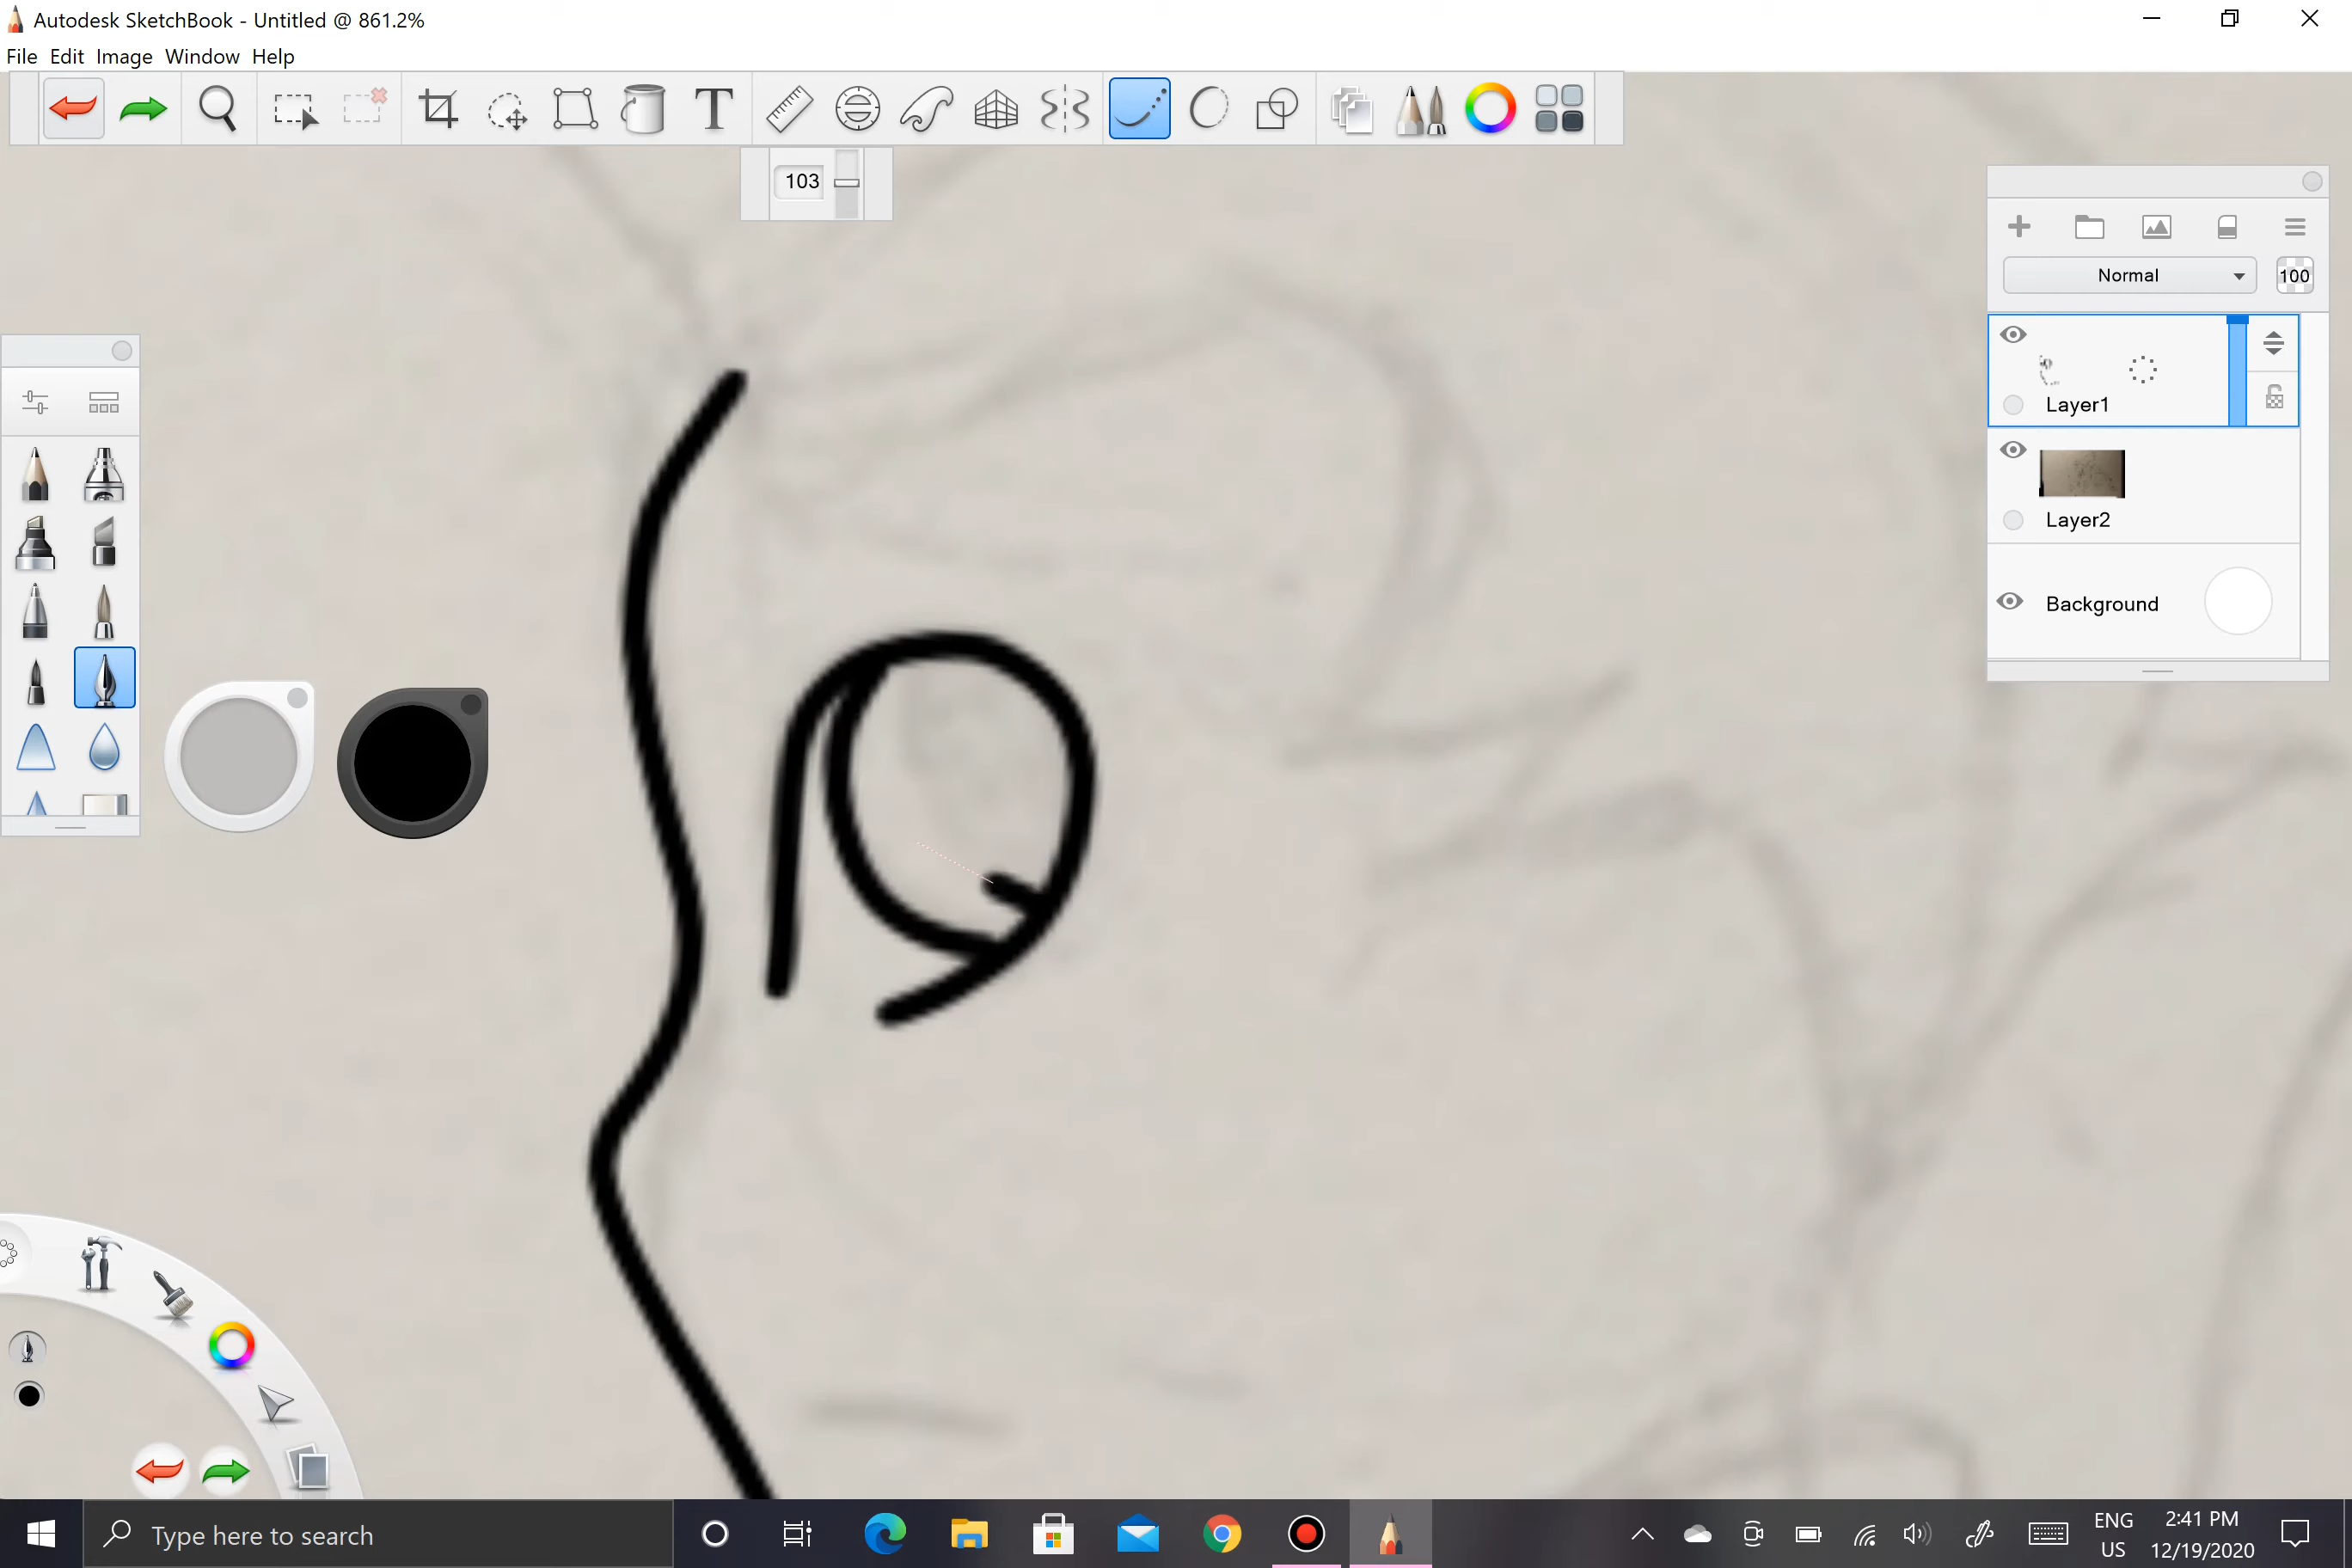 Autodesk SketchBook - Untitled @ 861.2%
File Edit Image Window Help
T
103
Normal 100
Layer1
Layer2
Background
Type here to search
ENG 2:41 PM
US 12/19/2020